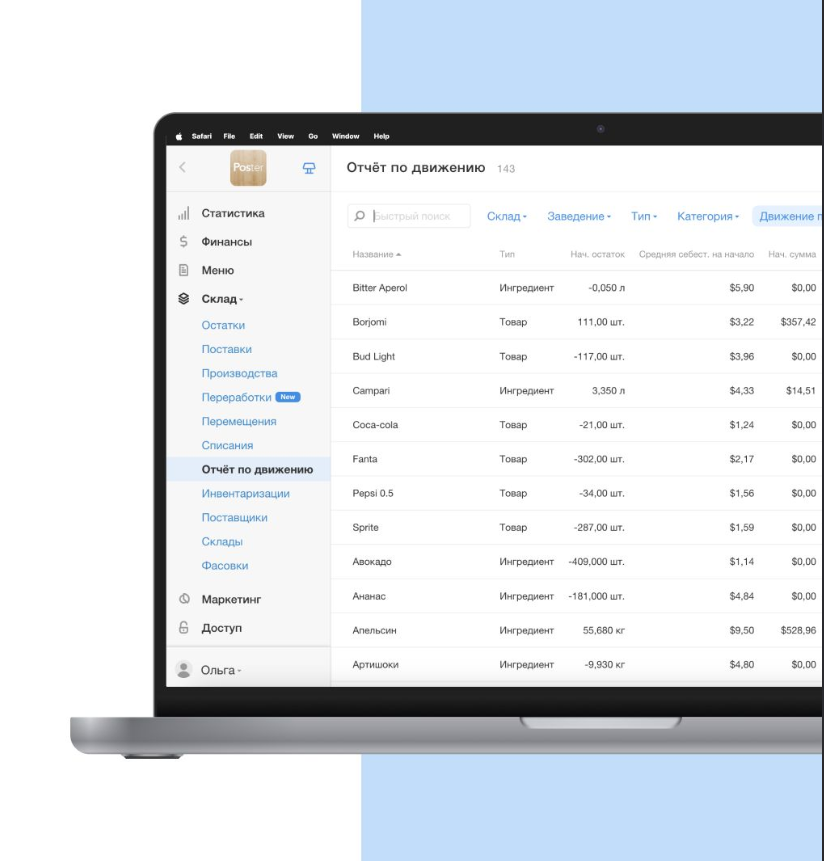 Safari File Edit View Go Window Help
Poster
Отчёт по движению 143
Статистика
Финансы
Меню
Склад
Остатки
Поставки
Производства
Переработки New
Перемещения
Списания
Отчёт по движению
Инвентаризации
Поставщики
Склады
Фасовки
Маркетинг
Доступ
Ольга
Быстрый поиск Склад Заведение Тип Категория Движение
Название Тип Нач. остаток Средняя себест. на начало Нач. сумма
Bitter Aperol Ингредиент -0,050 л $5,90 $0,00
Borjomi Товар 111,00 шт. $3,22 $357,42
Bud Light Товар -117,00 шт. $3,96 $0,00
Campari Ингредиент 3,350 л $4,33 $14,51
Coca-cola Товар -21,00 шт. $1,24 $0,00
Fanta Товар -302,00 шт. $2,17 $0,00
Pepsi 0.5 Товар -34,00 шт. $1,56 $0,00
Sprite Товар -287,00 шт. $1,59 $0,00
Авокадо Ингредиент -409,000 шт. $1,14 $0,00
Ананас Ингредиент -181,000 шт. $4,84 $0,00
Апельсин Ингредиент 55,680 кг $9,50 $528,96
Артишоки Ингредиент -9,930 кг $4,80 $0,00